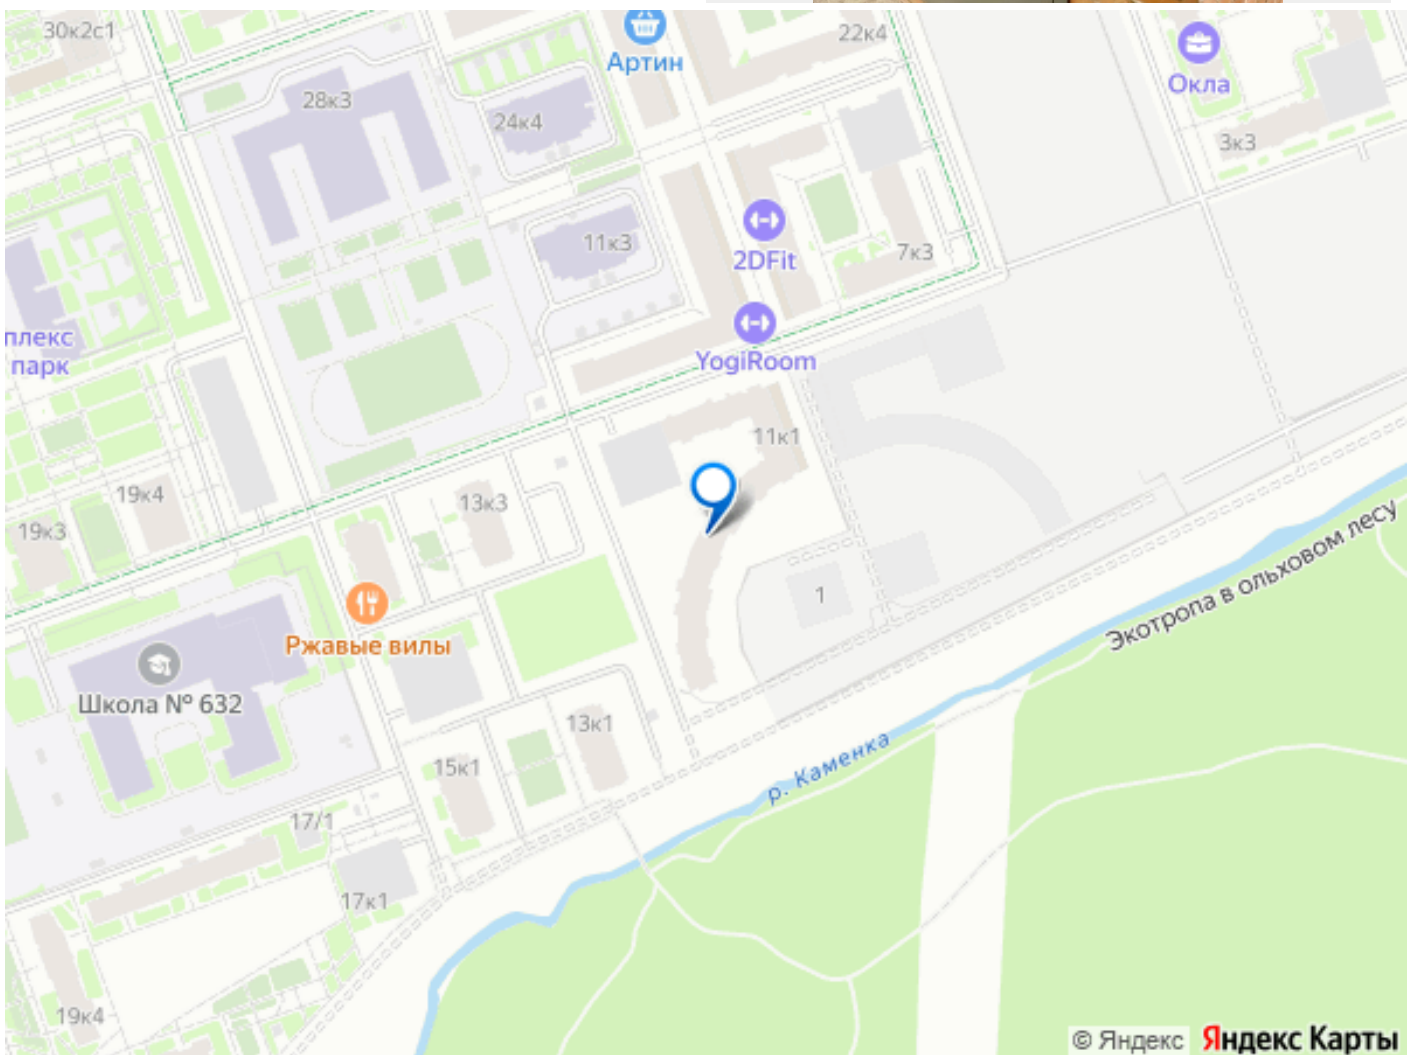 30к2с1
22к4
Артин
Окла
28к3
24к4
3к3
11к3
2DFit
7к3
плекс
парк
YogiRoom
11к1
19к4
13к3
19к3
Экотропа в ольховом лесу
1
Ржавые вилы
Школа № 632
13к1
р. Каменка
15к1
17/1
17к1
19к4
© Яндекс Яндекс Карты